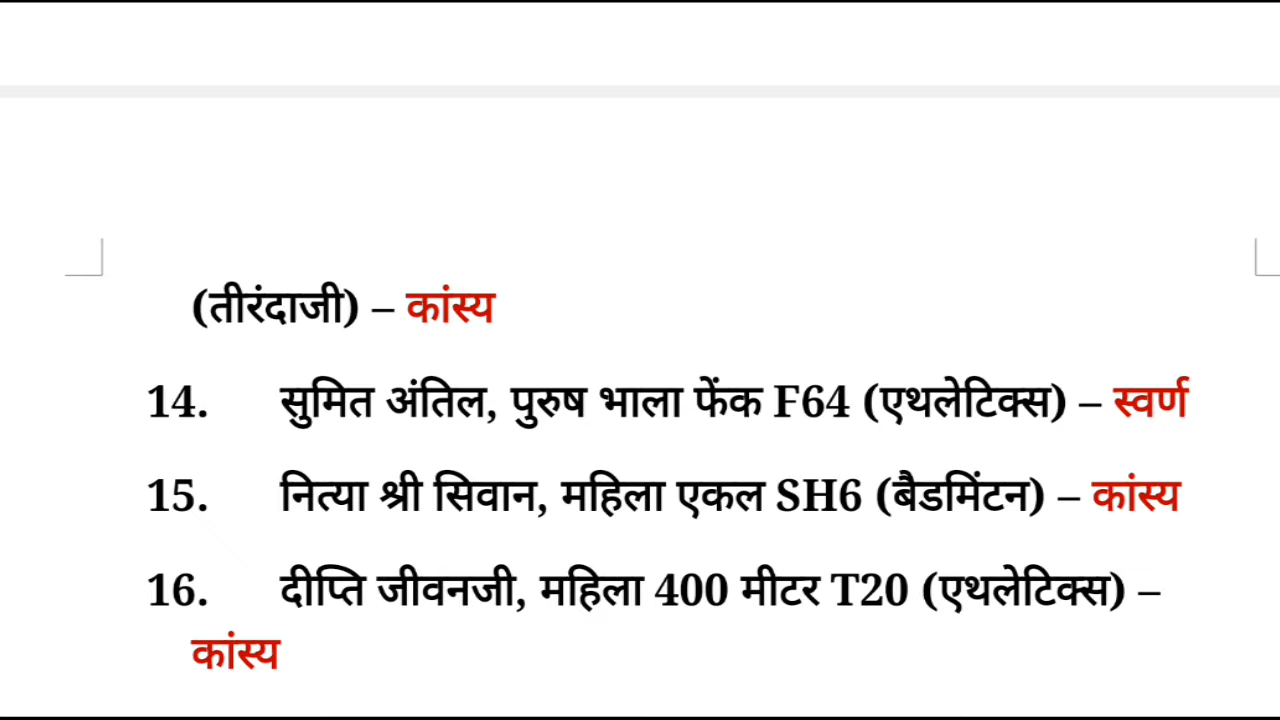 (तीरंदाजी) – कांस्य
14. सुमित अंतिल, पुरुष भाला फेंक F64 (एथलेटिक्स) – स्वर्ण
15. नित्या श्री सिवान, महिला एकल SH6 (बैडमिंटन) – कांस्य
16. दीप्ति जीवनजी, महिला 400 मीटर T20 (एथलेटिक्स) –
कांस्य